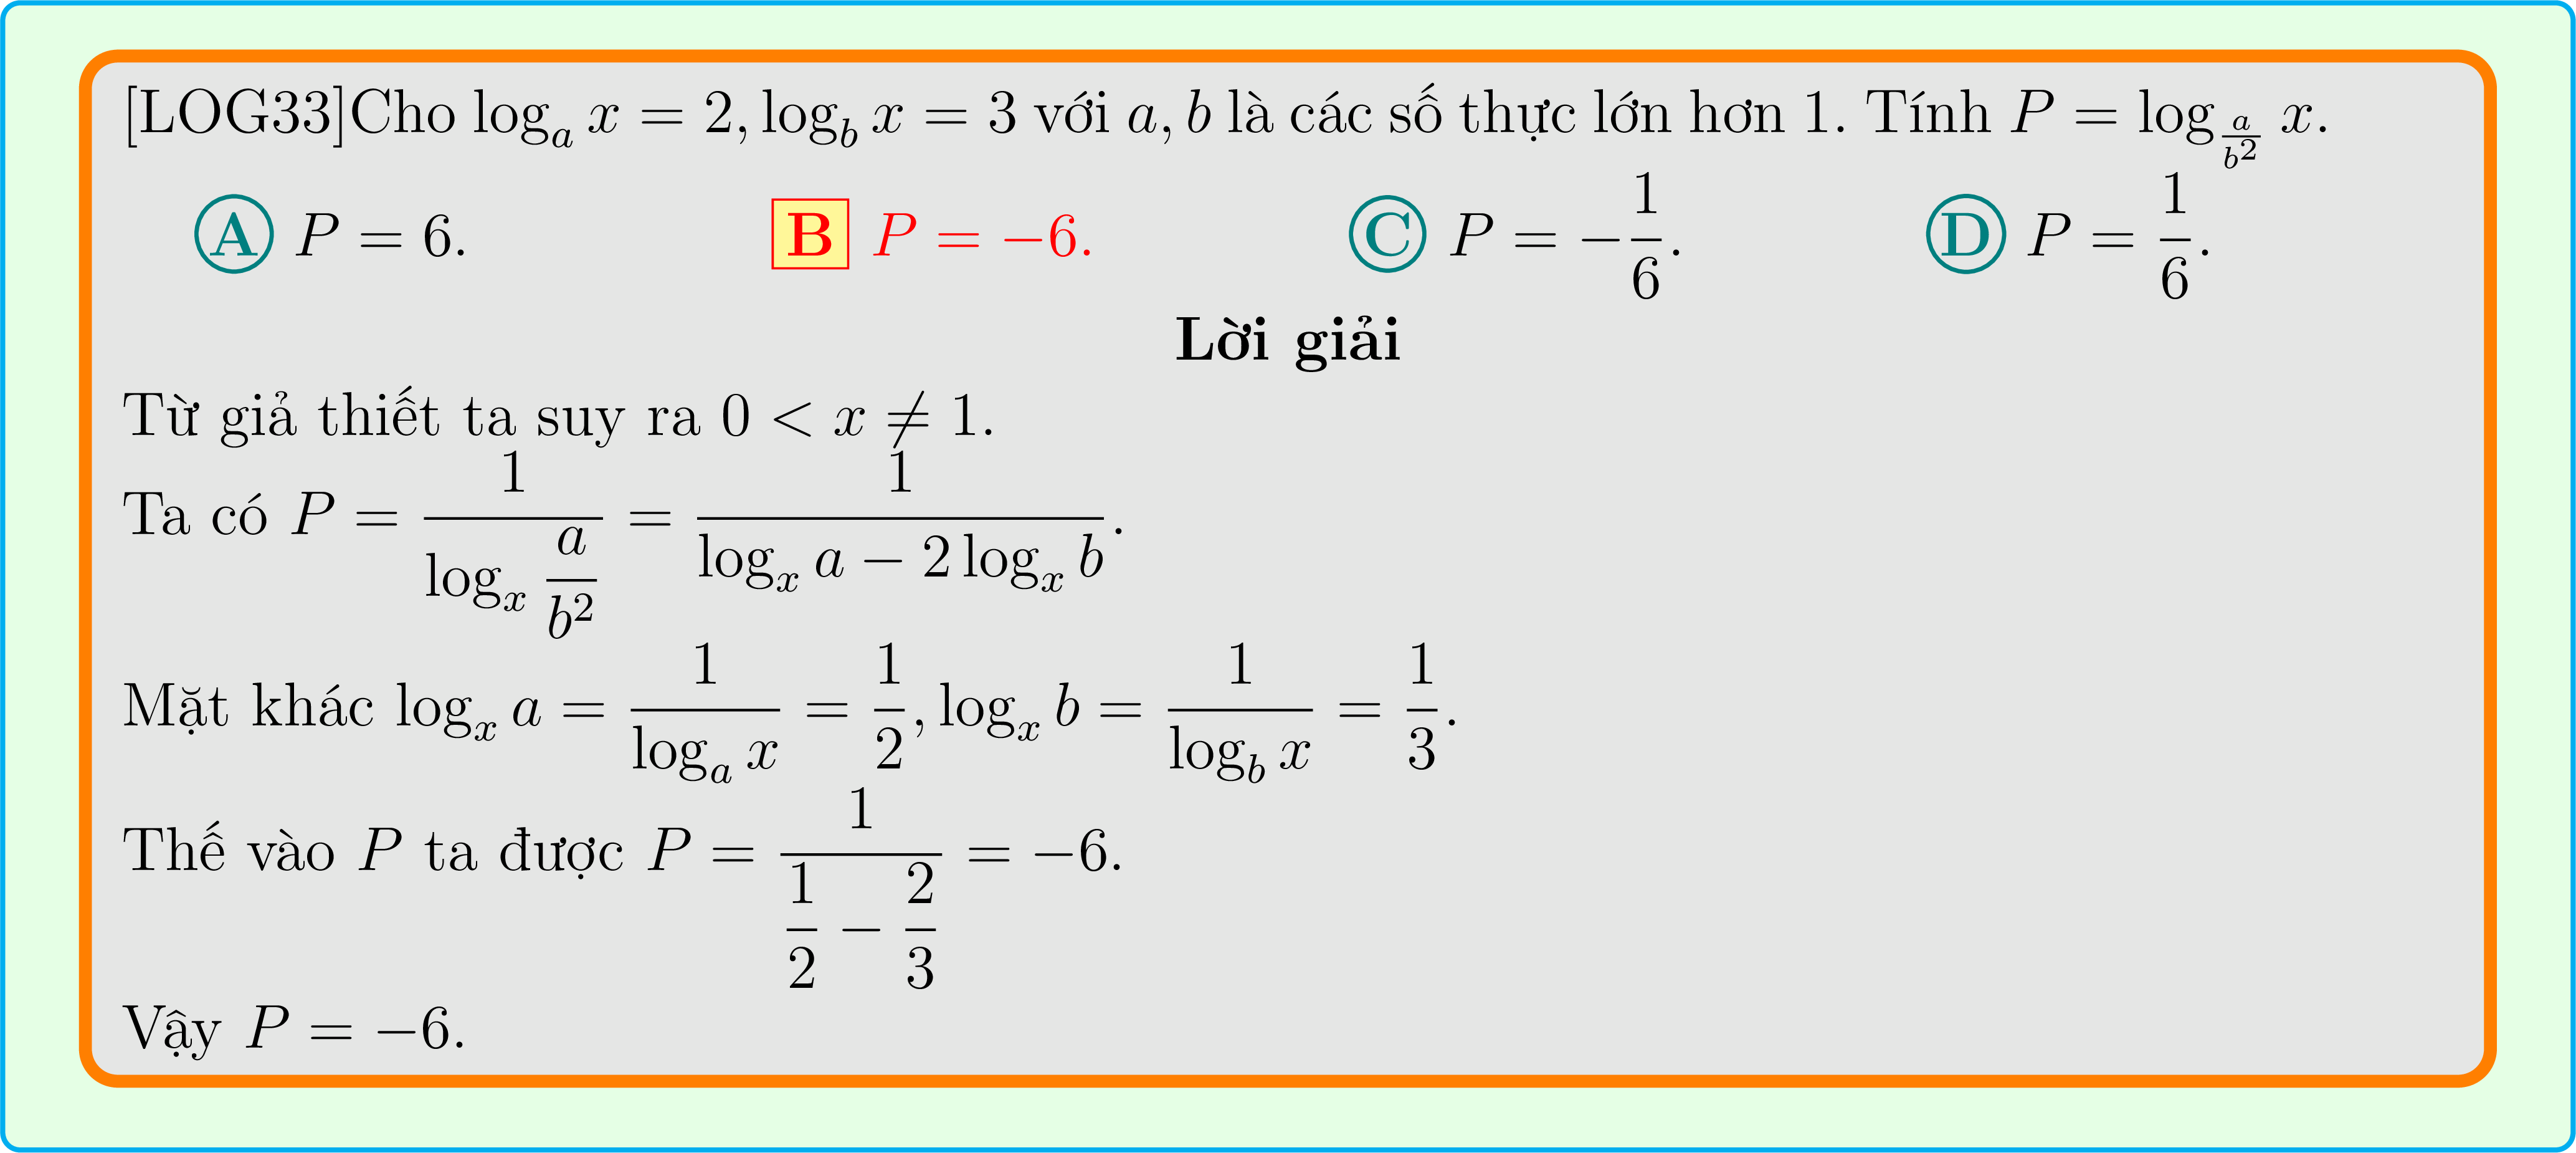 [LOG33]Cho $\log_a x = 2, \log_b x = 3$ với $a, b$ là các số thực lớn hơn 1. Tính $P = \log_{\frac{a}{b^2}} x$.
A $P = 6$. B $P = -6$. C $P = -\frac{1}{6}$. D $P = \frac{1}{6}$.
Lời giải
Từ giả thiết ta suy ra $0 < x \neq 1$.
Ta có $P = \frac{1}{\log_x \frac{a}{b^2}} = \frac{1}{\log_x a - 2 \log_x b}$.
Mặt khác $\log_x a = \frac{1}{\log_a x} = \frac{1}{2}, \log_x b = \frac{1}{\log_b x} = \frac{1}{3}$.
Thế vào $P$ ta được $P = \frac{1}{\frac{1}{2} - \frac{2}{3}} = -6$.
Vậy $P = -6$.